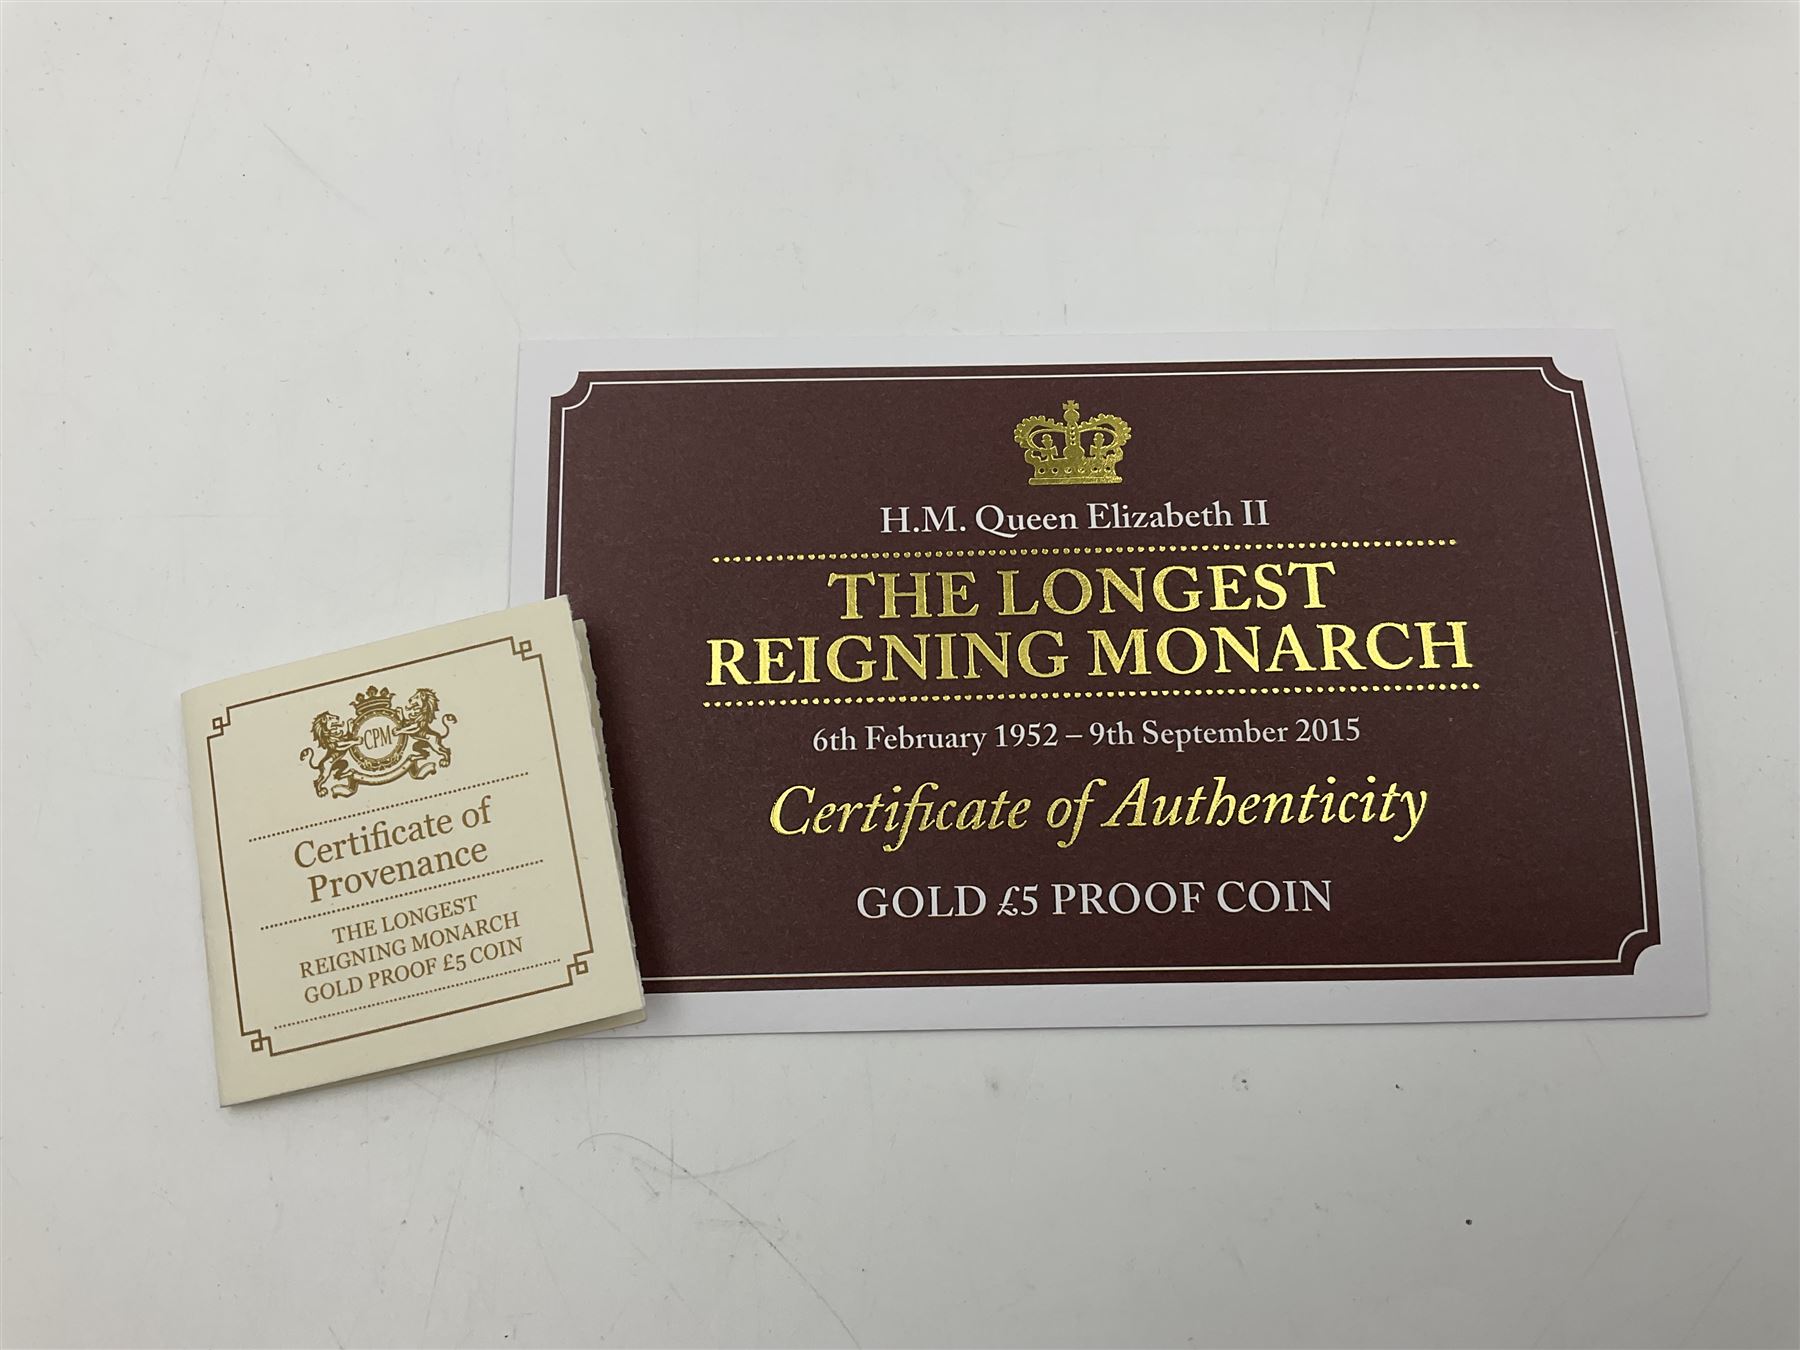 H.M. Queen Elizabeth II
THE LONGEST
REIGNING MONARCH
6th February 1952 – 9th September 2015
Certificate of Authenticity
GOLD £5 PROOF COIN
CPM
Certificate of
Provenance
THE LONGEST
REIGNING MONARCH
GOLD PROOF £5 COIN